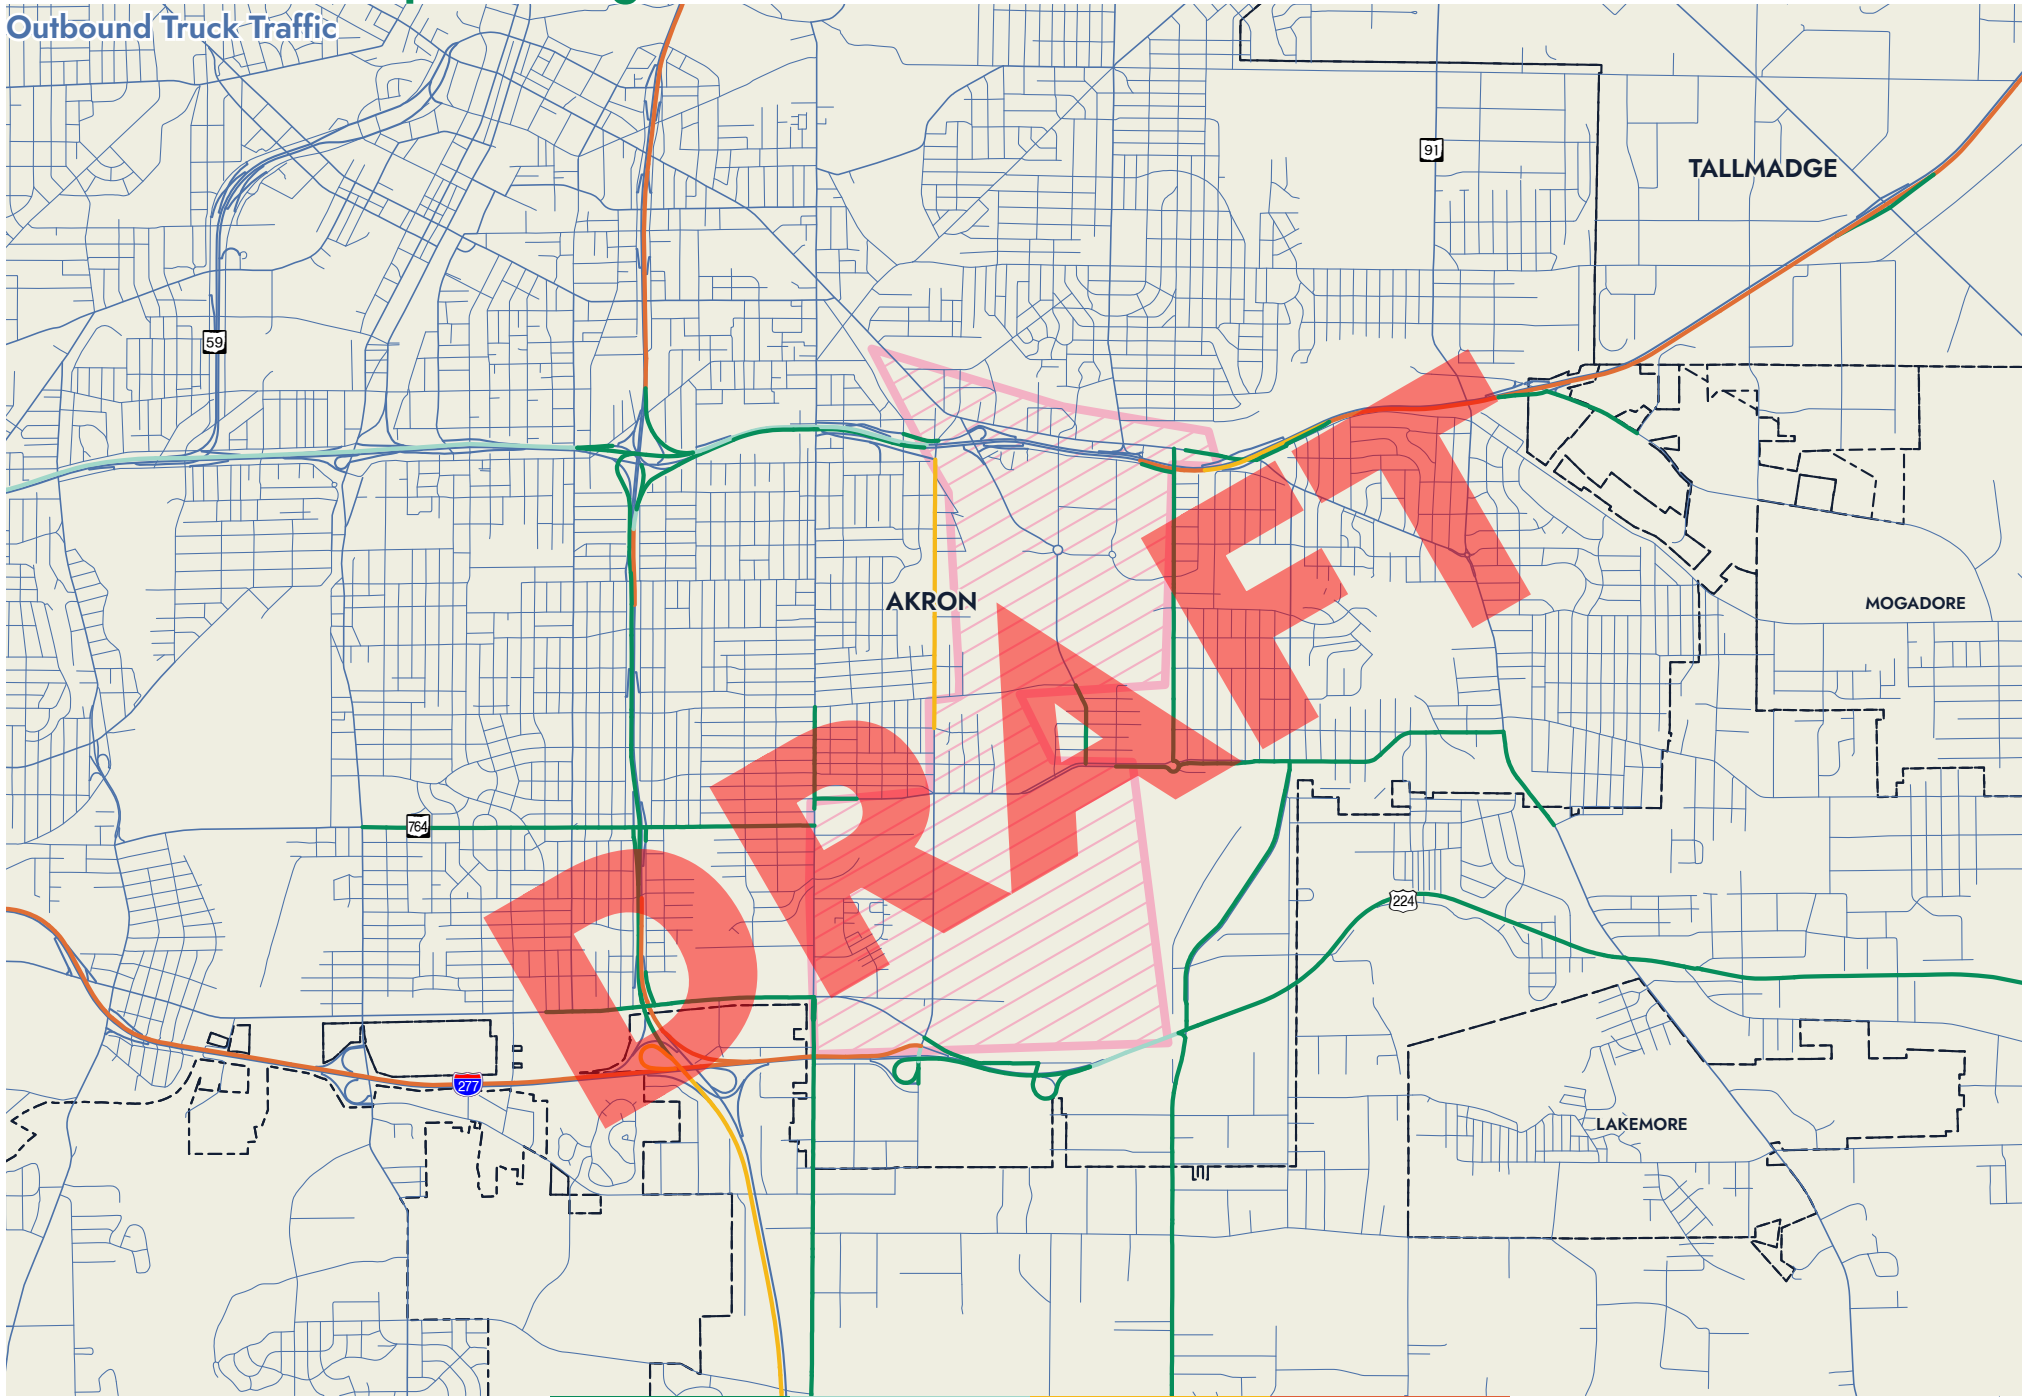 Outbound Truck Traffic
91
TALLMADGE
59
AKRON
MOGADORE
764
224
277
LAKEMORE
DRAFT